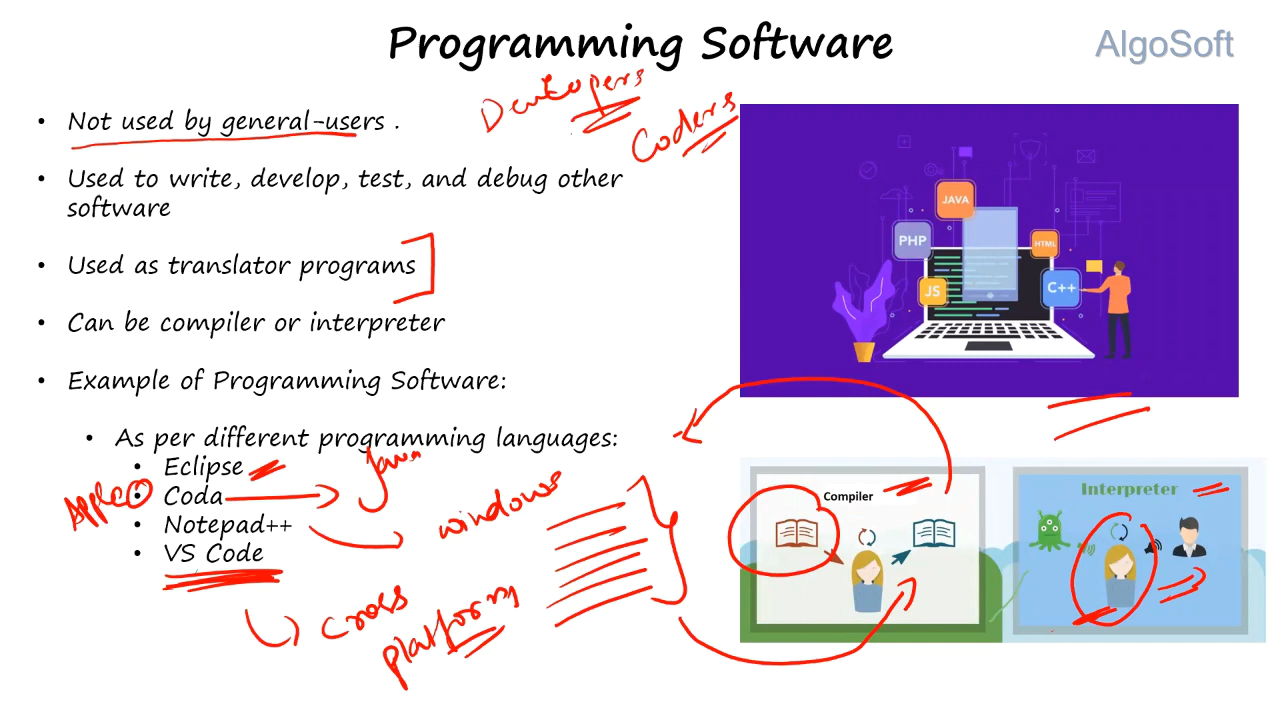 Programming Software
AlgoSoft
Developers
Coders
• Not used by general-users .
• Used to write, develop, test, and debug other
software
• Used as translator programs
• Can be compiler or interpreter
• Example of Programming Software:
• As per different programming languages:
• Eclipse
Java
Apple
• Coda
• Notepad++
windows
• VS Code
cross
platform
JAVA
PHP
HTML
JS
C++
Compiler
Interpreter